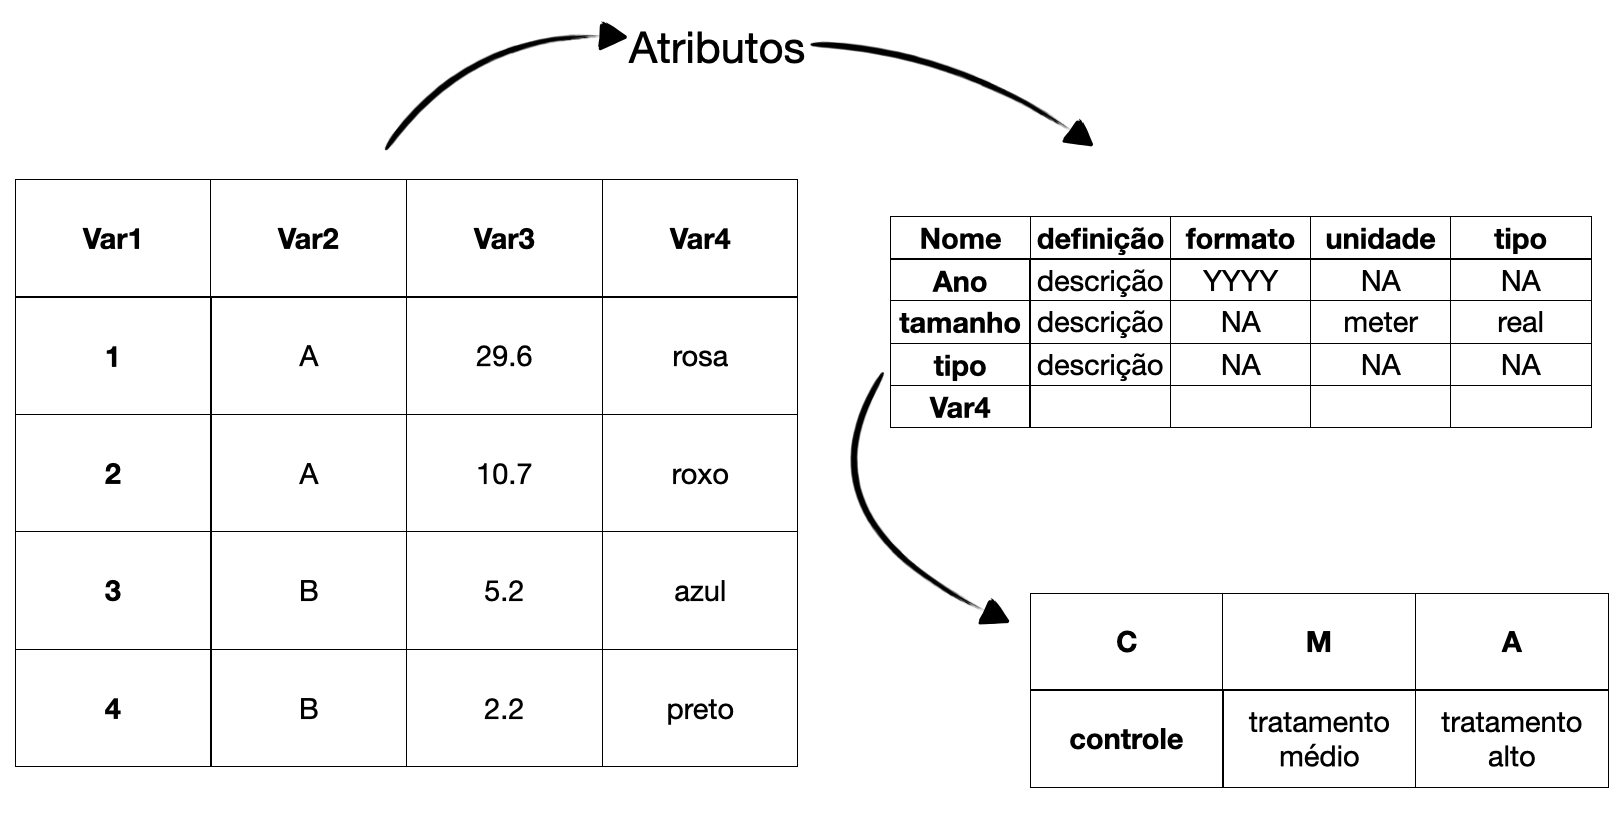 Atributos
Var1 Var2 Var3 Var4
1 A 29.6 rosa
2 A 10.7 roxo
3 B 5.2 azul
4 B 2.2 preto
Nome definição formato unidade tipo
Ano descrição YYYY NA NA
tamanho descrição NA meter real
tipo descrição NA NA NA
Var4
C M A
controle tratamento médio tratamento alto